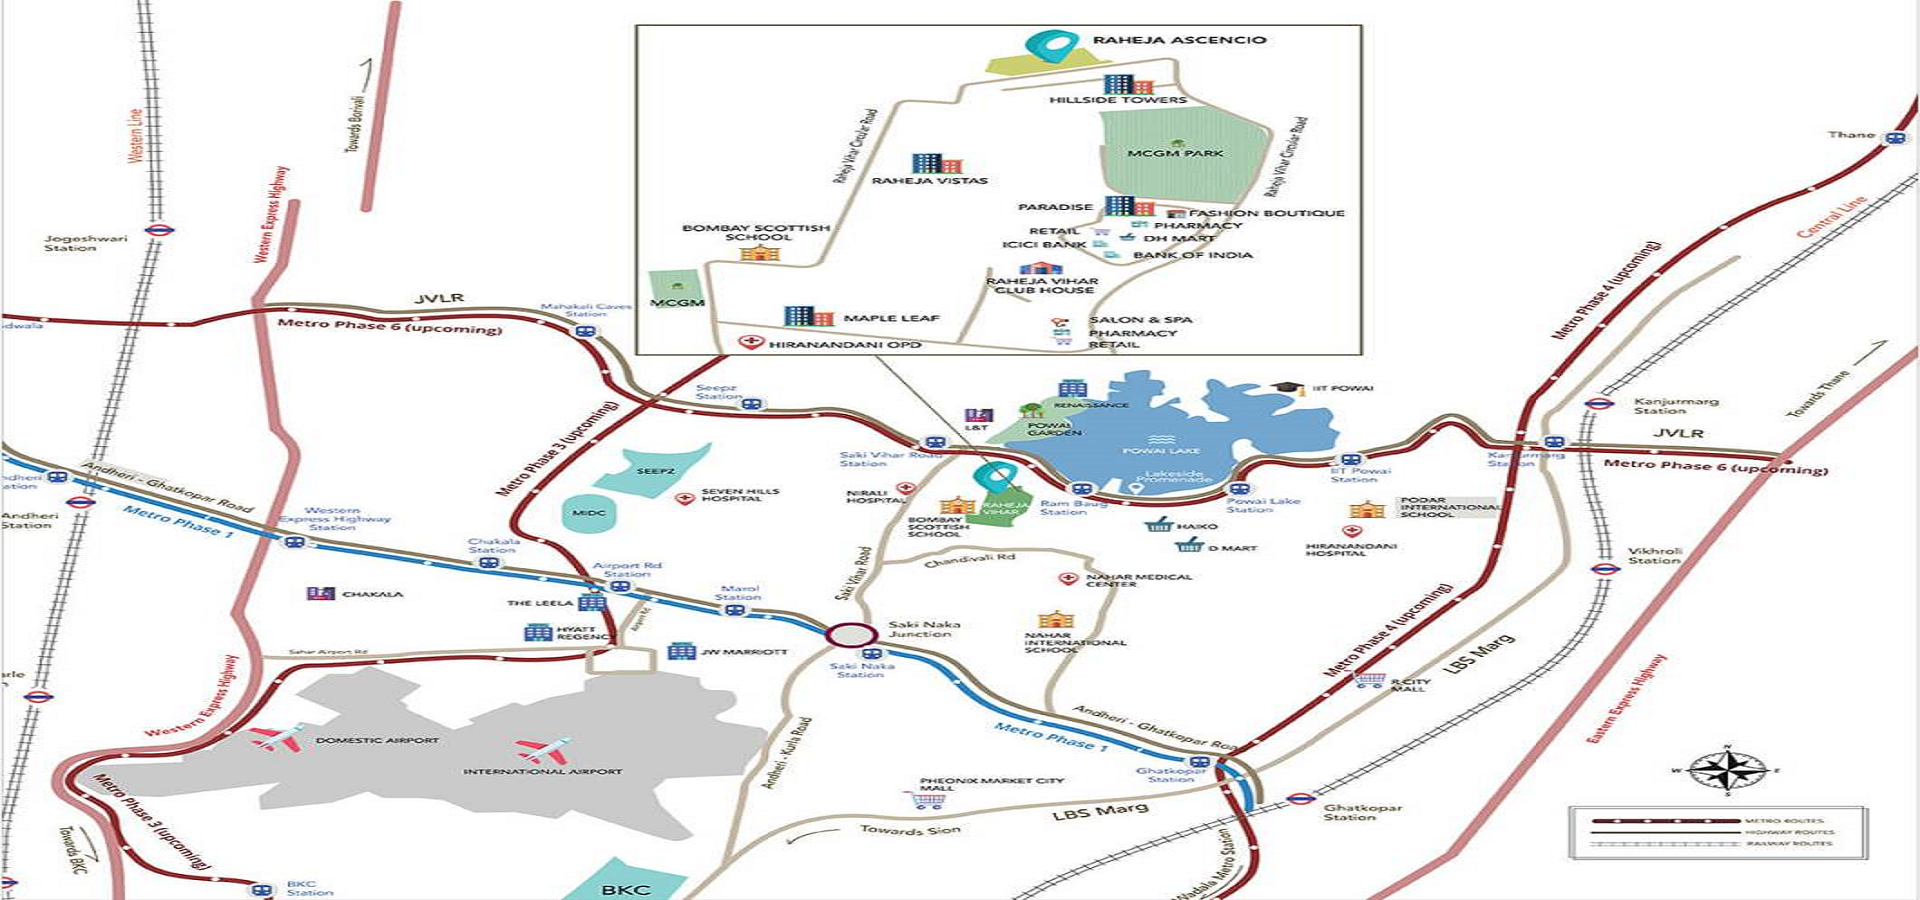 RAHEJA ASCENCIO
HILLSIDE TOWERS
Raheja Vihar Circular Road
MCGM PARK
Raheja Vihar Circular Road
RAHEJA VISTAS
PARADISE
FASHION BOUTIQUE
PHARMACY
RETAIL
DH MART
ICICI BANK
BANK OF INDIA
BOMBAY SCOTTISH
SCHOOL
RAHEJA VIHAR
CLUB HOUSE
MCGM
MAPLE LEAF
SALON & SPA
PHARMACY
RETAIL
HIRANANDANI OPD
Western Line
Towards Borivali
Western Express Highway
Jogeshwari
Station
Thane
Central Line
JVLR
Metro Phase 6 (upcoming)
Mahakali Caves
Station
Metro Phase 4 (upcoming)
Seepz
Station
RENAISSANCE
IIT POWAI
L&T
POWAI
GARDEN
POWAI LAKE
Lakeside
Promenade
Kanjurmarg
Station
Towards Thane
JVLR
Metro Phase 6 (upcoming)
Kanjurmarg
Station
Metro Phase 3 (upcoming)
SEEPZ
MIDC
SEVEN HILLS
HOSPITAL
Saki Vihar Road
Station
NIRALI
HOSPITAL
BOMBAY
SCOTTISH
SCHOOL
RAHEJA
VIHAR
Ram Baug
Station
Powai Lake
Station
IIT Powai
Station
PODAR
INTERNATIONAL
SCHOOL
HAIKO
D MART
HIRANANDANI
HOSPITAL
Vikhroli
Station
Andheri - Ghatkopar Road
Metro Phase 1
Andheri
Station
Western
Express Highway
Station
Chakala
Station
Airport Rd
Station
Marol
Station
CHAKALA
THE LEELA
HYATT
REGENCY
Airport Rd
JW MARRIOTT
Sahar Airport Rd
Saki Vihar Road
Chandivali Rd
NAHAR MEDICAL
CENTER
NAHAR
INTERNATIONAL
SCHOOL
Saki Naka
Junction
Saki Naka
Station
Metro Phase 4 (upcoming)
R-CITY
MALL
LBS Marg
Eastern Express Highway
Western Express Highway
DOMESTIC AIRPORT
INTERNATIONAL AIRPORT
Andheri - Kurla Road
Andheri - Ghatkopar
Metro Phase 1
Ghatkopar
Station
PHEONIX MARKET CITY
MALL
LBS Marg
Towards Sion
Ghatkopar
Station
Metro Phase 3 (upcoming)
Towards BKC
BKC
Station
BKC
Wadala Metro Station
N
W
E
S
METRO ROUTES
HIGHWAY ROUTES
RAILWAY ROUTES